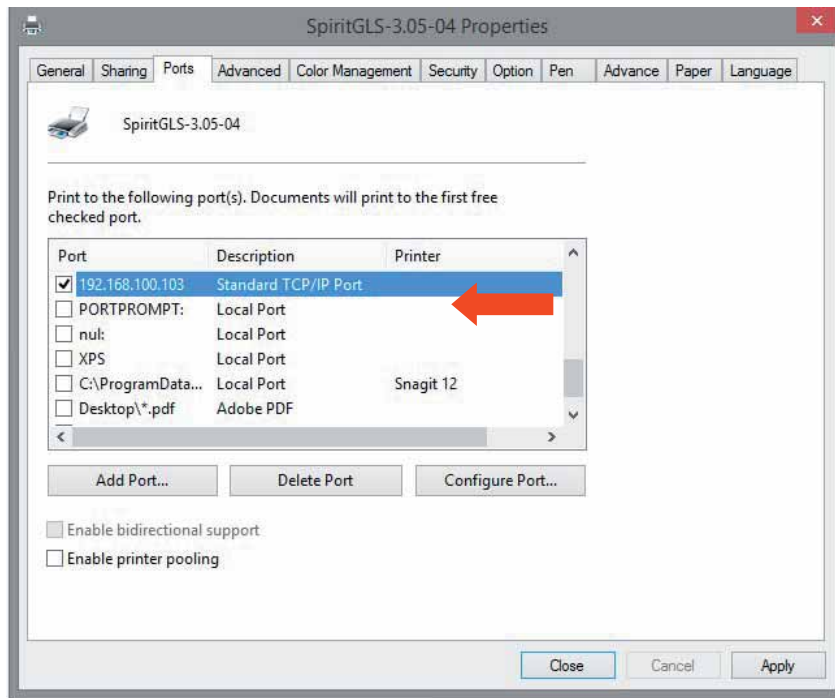 SpiritGLS-3.05-04 Properties
General Sharing Ports Advanced Color Management Security Option Pen Advance Paper Language
SpiritGLS-3.05-04
Print to the following port(s). Documents will print to the first free
checked port.
Port Description Printer
192.168.100.103 Standard TCP/IP Port
PORTPROMPT: Local Port
nul: Local Port
XPS Local Port
C:\ProgramData... Local Port Snagit 12
Desktop\*.pdf Adobe PDF
Add Port... Delete Port Configure Port...
Enable bidirectional support
Enable printer pooling
Close Cancel Apply